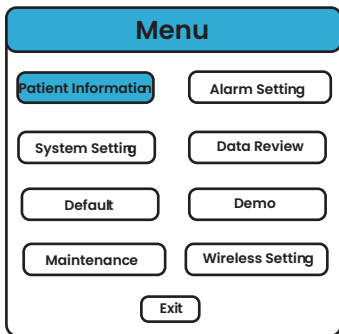 Menu
Patient Information
Alarm Setting
System Setting
Data Review
Default
Demo
Maintenance
Wireless Setting
Exit